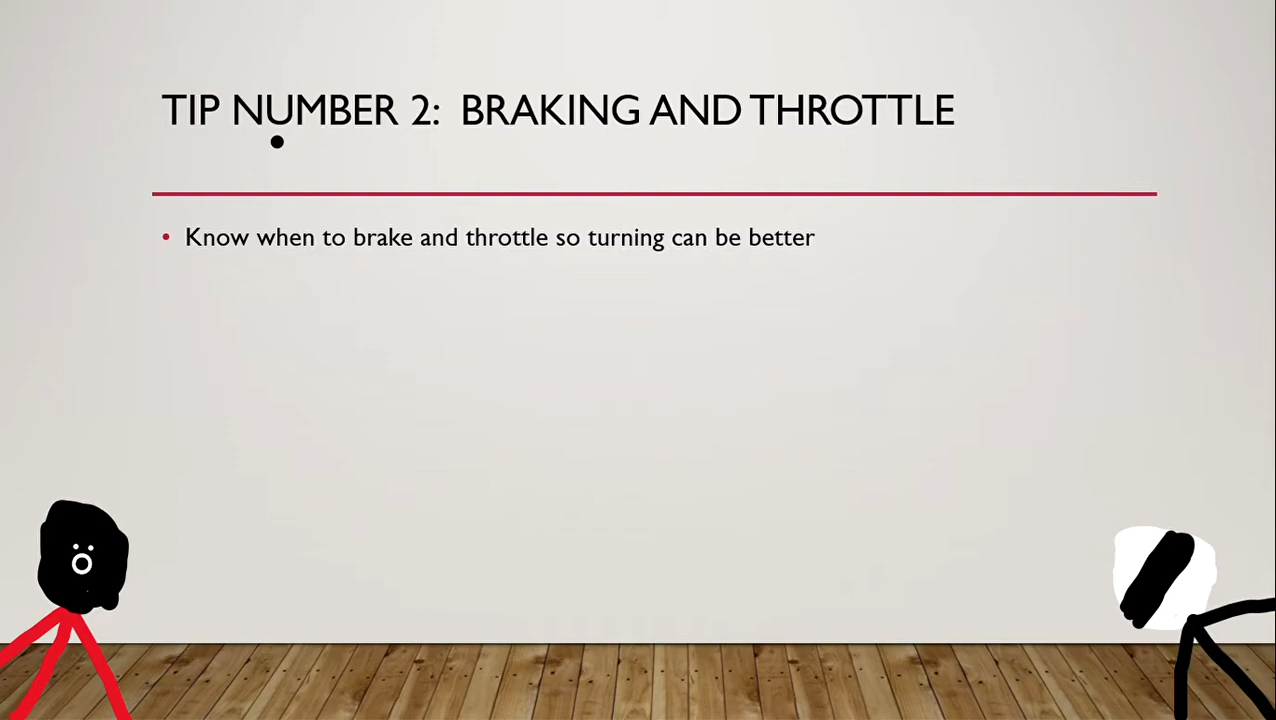 TIP NUMBER 2: BRAKING AND THROTTLE
• Know when to brake and throttle so turning can be better